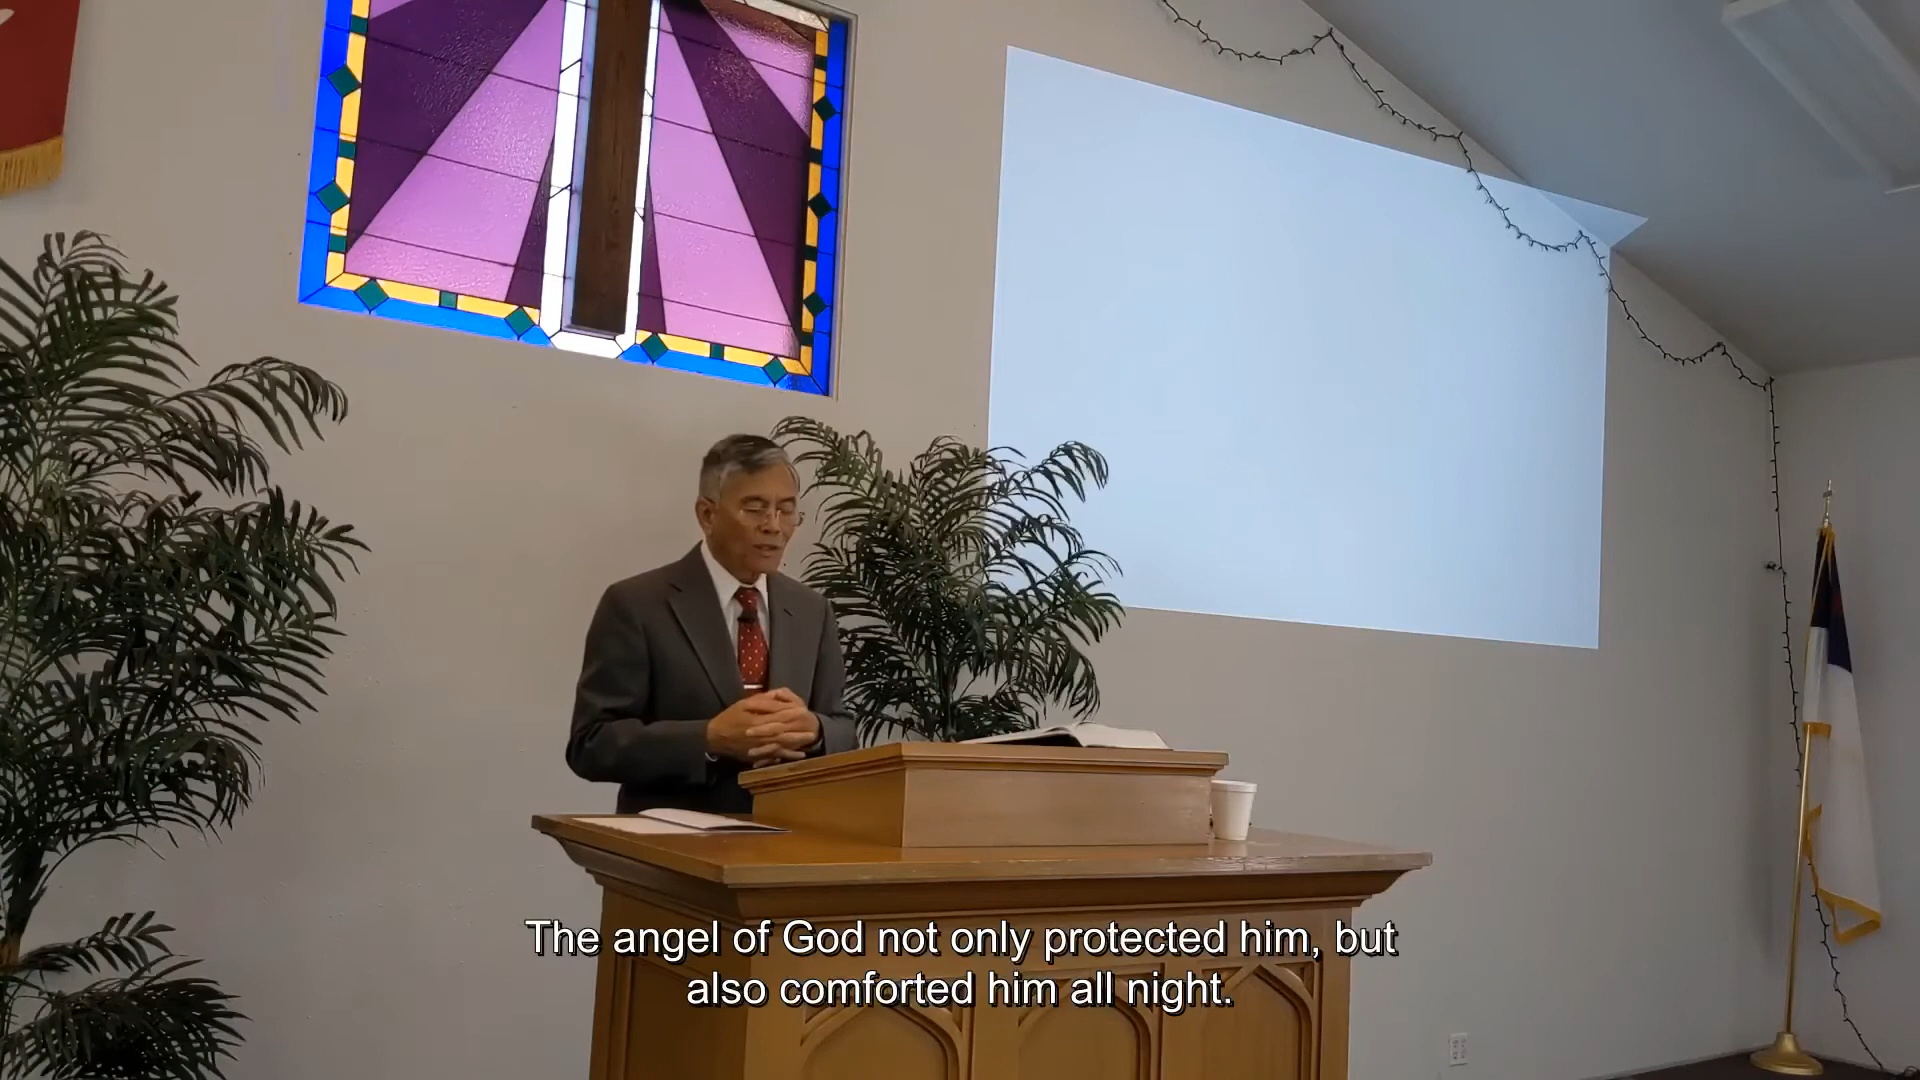 The angel of God not only protected him, but
also comforted him all night.